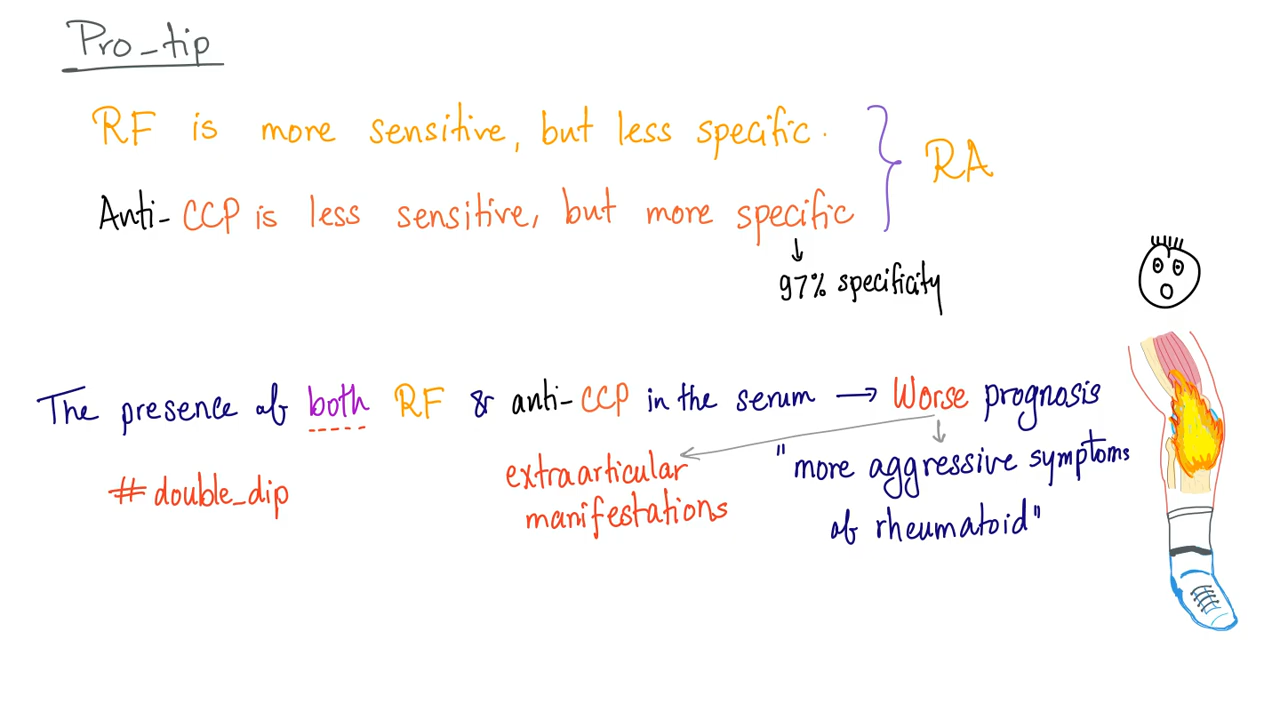 Pro_tip
RF is more sensitive, but less specific.
RA
Anti-CCP is less sensitive, but more specific
97% specificity
The presence of both RF & anti-CCP in the serum → Worse prognosis
#double_dip
extraarticular
manifestations
"more aggressive symptoms
of rheumatoid"